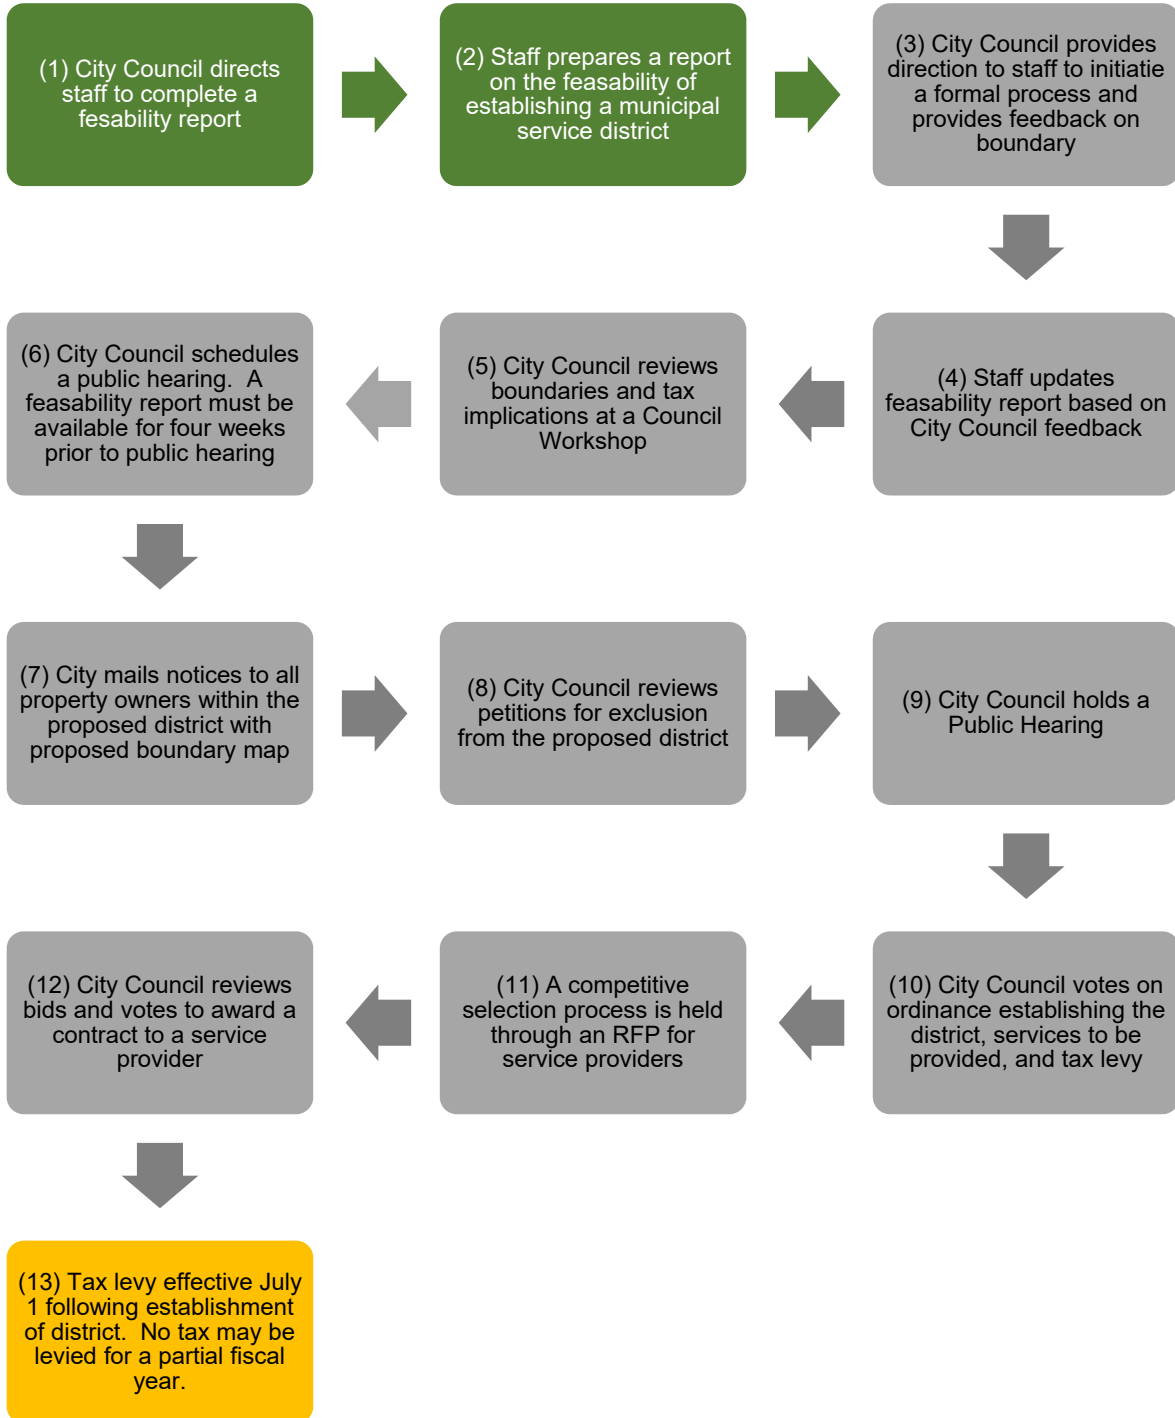 (1) City Council directs
staff to complete a
fesability report
(2) Staff prepares a report
on the feasability of
establishing a municipal
service district
(3) City Council provides
direction to staff to initiatie
a formal process and
provides feedback on
boundary
(4) Staff updates
feasability report based on
City Council feedback
(5) City Council reviews
boundaries and tax
implications at a Council
Workshop
(6) City Council schedules
a public hearing.  A
feasability report must be
available for four weeks
prior to public hearing
(7) City mails notices to all
property owners within the
proposed district with
proposed boundary map
(8) City Council reviews
petitions for exclusion
from the proposed district
(9) City Council holds a
Public Hearing
(10) City Council votes on
ordinance establishing the
district, services to be
provided, and tax levy
(11) A competitive
selection process is held
through an RFP for
service providers
(12) City Council reviews
bids and votes to award a
contract to a service
provider
(13) Tax levy effective July
1 following establishment
of district.  No tax may be
levied for a partial fiscal
year.